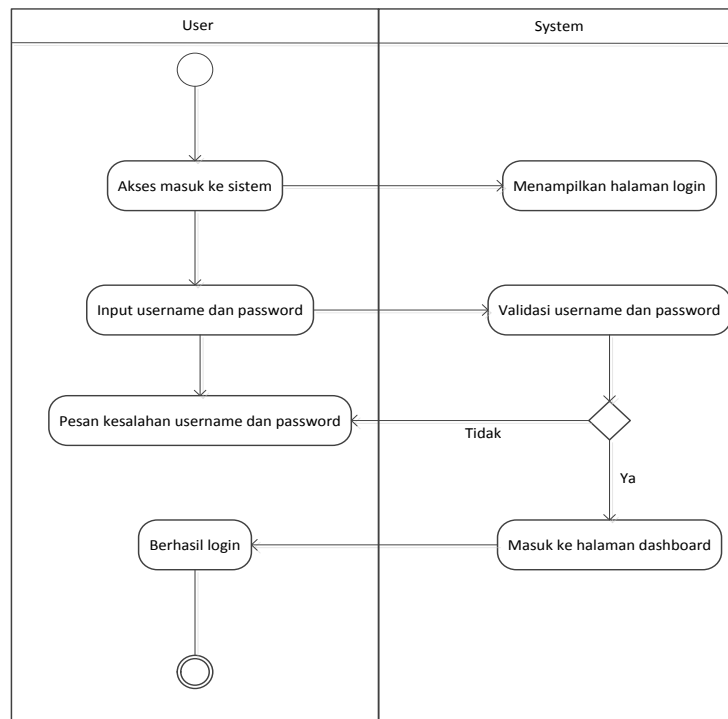 User
System
Akses masuk ke sistem
Menampilkan halaman login
Input username dan password
Validasi username dan password
Pesan kesalahan username dan password
Tidak
Ya
Berhasil login
Masuk ke halaman dashboard